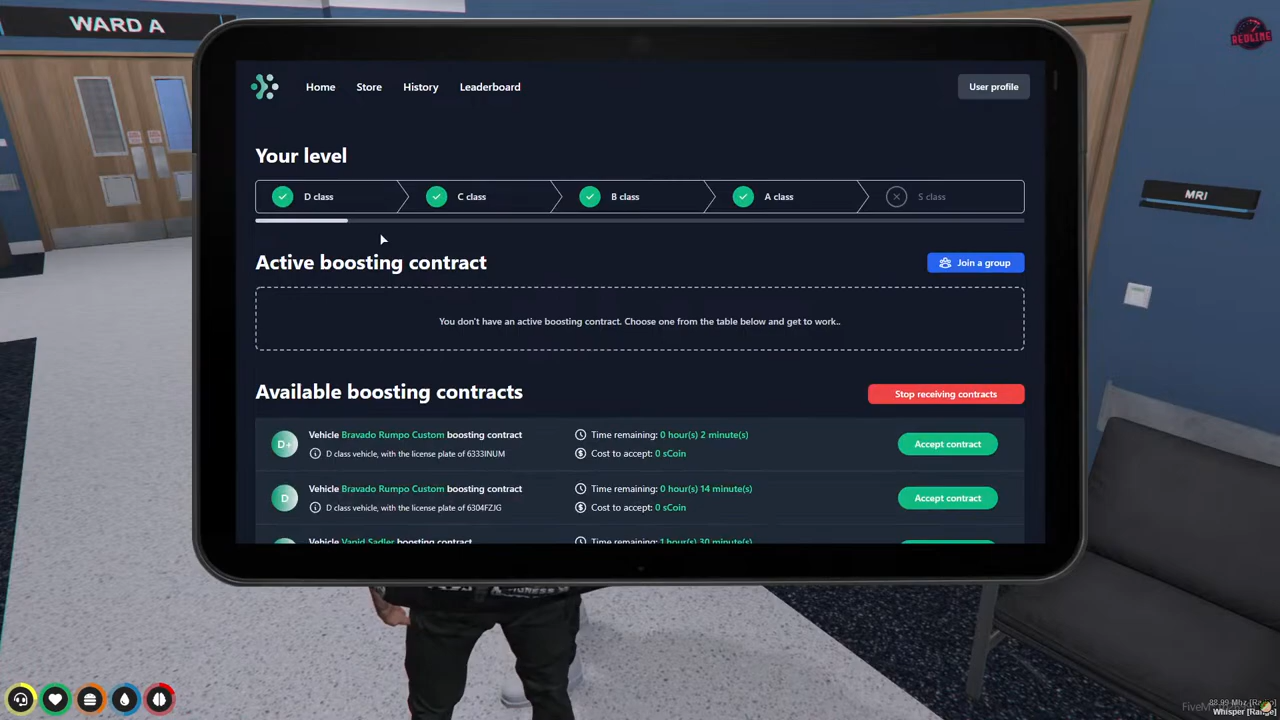 WARD A
REDLINE
Home
Store
History
Leaderboard
User profile
Your level
D class
C class
B class
A class
S class
MRI
Active boosting contract
Join a group
You don't have an active boosting contract. Choose one from the table below and get to work..
Available boosting contracts
Stop receiving contracts
D+
Vehicle Bravado Rumpo Custom boosting contract
Time remaining: 0 hour(s) 2 minute(s)
Accept contract
D class vehicle, with the license plate of 6333INUM
Cost to accept: 0 sCoin
D
Vehicle Bravado Rumpo Custom boosting contract
Time remaining: 0 hour(s) 14 minute(s)
Accept contract
D class vehicle, with the license plate of 6304FZJG
Cost to accept: 0 sCoin
Vehicle Vapid Sadler boosting contract
Time remaining: 1 hour(s) 30 minute(s)
Whisper [Range]